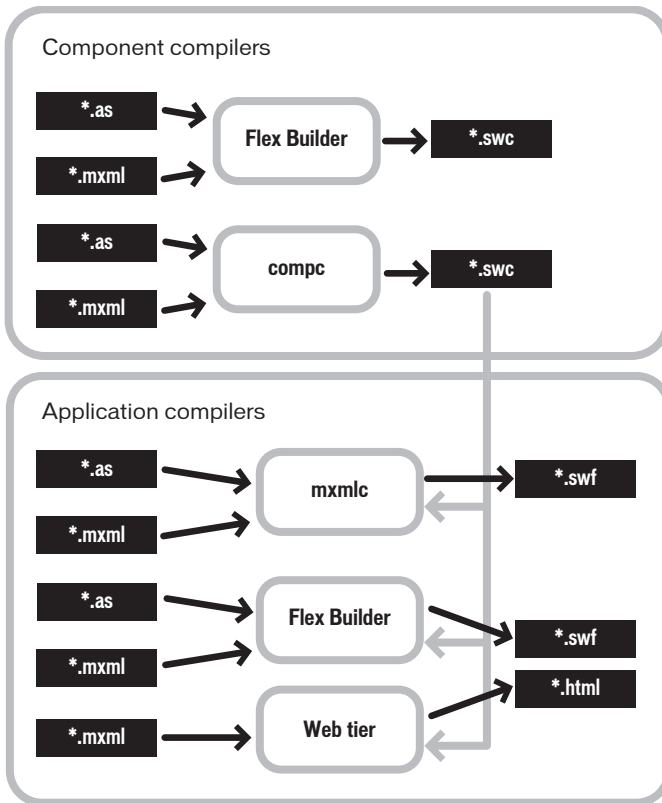 Component compilers
*.as
Flex Builder
*.swc
*.mxml
*.as
compc
*.swc
*.mxml
Application compilers
*.as
mxmlc
*.swf
*.mxml
*.as
Flex Builder
*.swf
*.mxml
*.html
*.mxml
Web tier